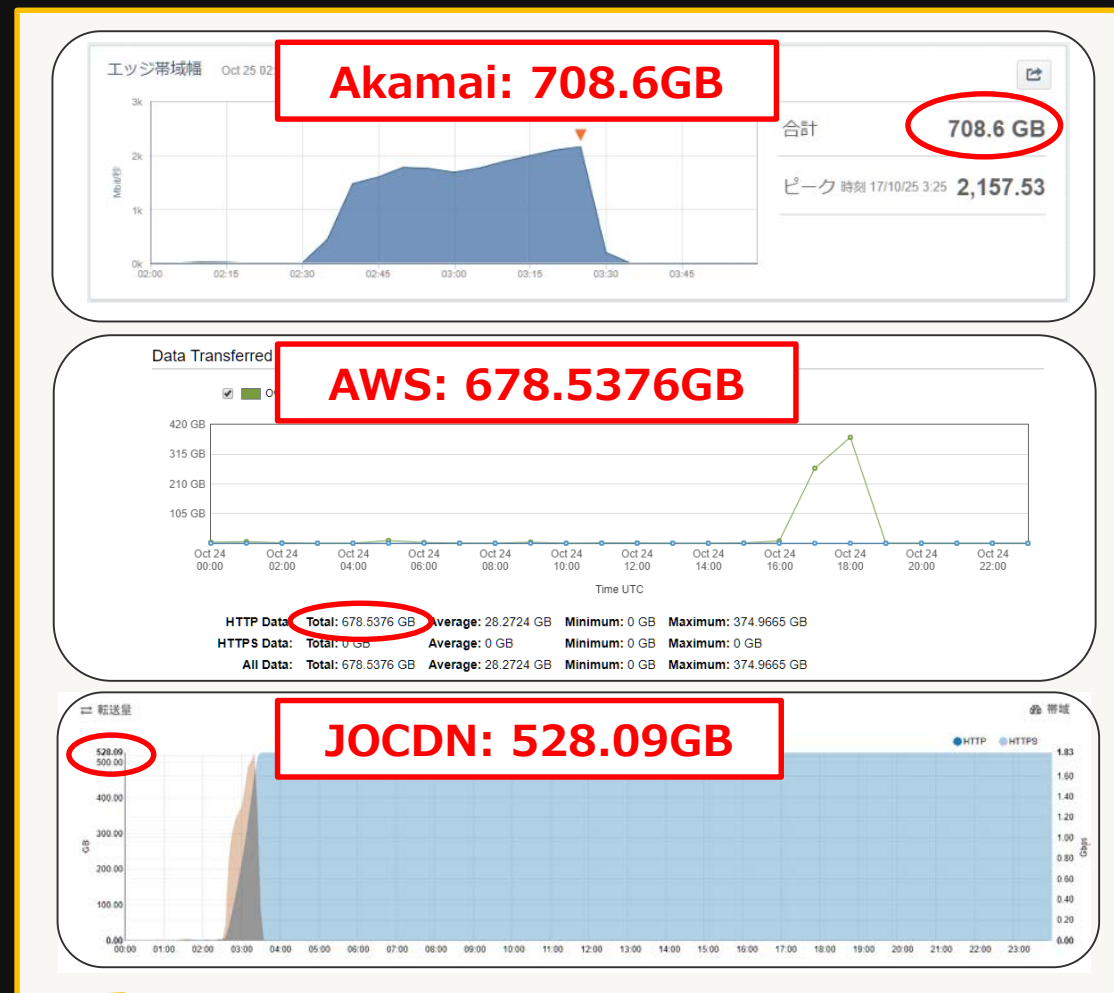 エッジ帯域幅 Oct 25 02:
Akamai: 708.6GB
3k
2k
1k
0k
Mbit/秒
02:00 02:15 02:30 02:45 03:00 03:15 03:30 03:45
合計 708.6 GB
ピーク 時刻 17/10/25 3:25 2,157.53
Data Transferred
AWS: 678.5376GB
420 GB
315 GB
210 GB
105 GB
Oct 24 Oct 24 Oct 24 Oct 24 Oct 24 Oct 24 Oct 24 Oct 24 Oct 24 Oct 24 Oct 24 Oct 24
00:00 02:00 04:00 06:00 08:00 10:00 12:00 14:00 16:00 18:00 20:00 22:00
Time UTC
HTTP Data: Total: 678.5376 GB Average: 28.2724 GB Minimum: 0 GB Maximum: 374.9665 GB
HTTPS Data: Total: 0 GB Average: 0 GB Minimum: 0 GB Maximum: 0 GB
All Data: Total: 678.5376 GB Average: 28.2724 GB Minimum: 0 GB Maximum: 374.9665 GB
転送量
帯域
JOCDN: 528.09GB
HTTP HTTPS
528.09
500.00
400.00
300.00
200.00
100.00
0.00
GB
1.83
1.60
1.40
1.20
1.00
0.80
0.60
0.40
0.20
0.00
Gbps
00:00 01:00 02:00 03:00 04:00 05:00 06:00 07:00 08:00 09:00 10:00 11:00 12:00 13:00 14:00 15:00 16:00 17:00 18:00 19:00 20:00 21:00 22:00 23:00